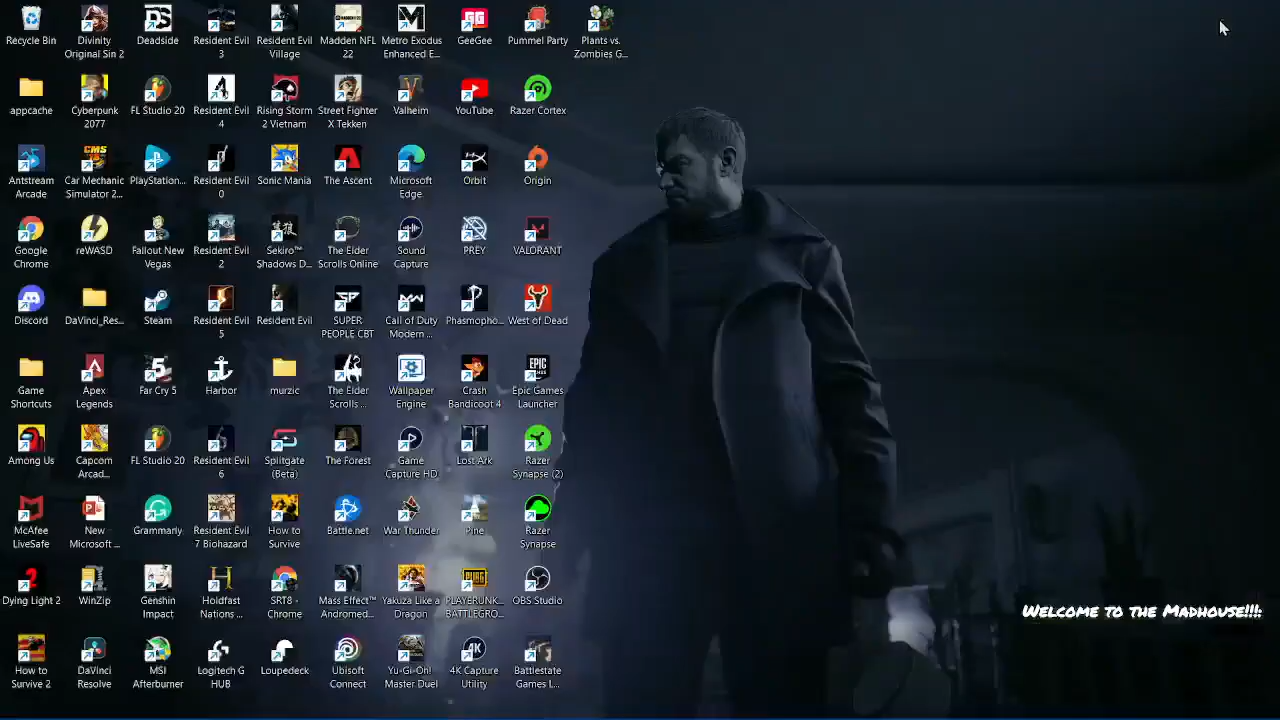 Recycle Bin
Divinity
Original Sin 2
Deadside
Resident Evil
3
Resident Evil
Village
Madden NFL
22
Metro Exodus
Enhanced E...
GeeGee
Pummel Party
Plants vs.
Zombies G...
appcache
Cyberpunk
2077
FL Studio 20
Resident Evil
4
Rising Storm
2 Vietnam
Street Fighter
X Tekken
Valheim
YouTube
Razer Cortex
Antstream
Arcade
Car Mechanic
Simulator 2...
PlayStation...
Resident Evil
0
Sonic Mania
The Ascent
Microsoft
Edge
Orbit
Origin
Google
Chrome
reWASD
Fallout New
Vegas
Resident Evil
2
Sekiro™
Shadows D...
The Elder
Scrolls Online
Sound
Capture
PREY
VALORANT
Discord
DaVinci_Res...
Steam
Resident Evil
5
Resident Evil
SUPER
PEOPLE CBT
Call of Duty
Modern ...
Phasmopho...
West of Dead
Game
Shortcuts
Apex
Legends
Far Cry 5
Harbor
murzic
The Elder
Scrolls ...
Wallpaper
Engine
Crash
Bandicoot 4
Epic Games
Launcher
Among Us
Capcom
Arcad...
FL Studio 20
Resident Evil
6
Splitgate
(Beta)
The Forest
Game
Capture HD
Lost Ark
Razer
Synapse (2)
McAfee
LiveSafe
New
Microsoft ...
Grammarly
Resident Evil
7 Biohazard
How to
Survive
Battle.net
War Thunder
Pine
Razer
Synapse
Dying Light 2
WinZip
Genshin
Impact
Holdfast
Nations ...
SRT8 -
Chrome
Mass Effect™
Andromed...
Yakuza Like a
Dragon
PLAYERUNK...
BATTLEGRO...
OBS Studio
Welcome to the Madhouse!!!:
How to
Survive 2
DaVinci
Resolve
MSI
Afterburner
Logitech G
HUB
Loupedeck
Ubisoft
Connect
Yu-Gi-Oh!
Master Duel
4K Capture
Utility
Battlestate
Games L...